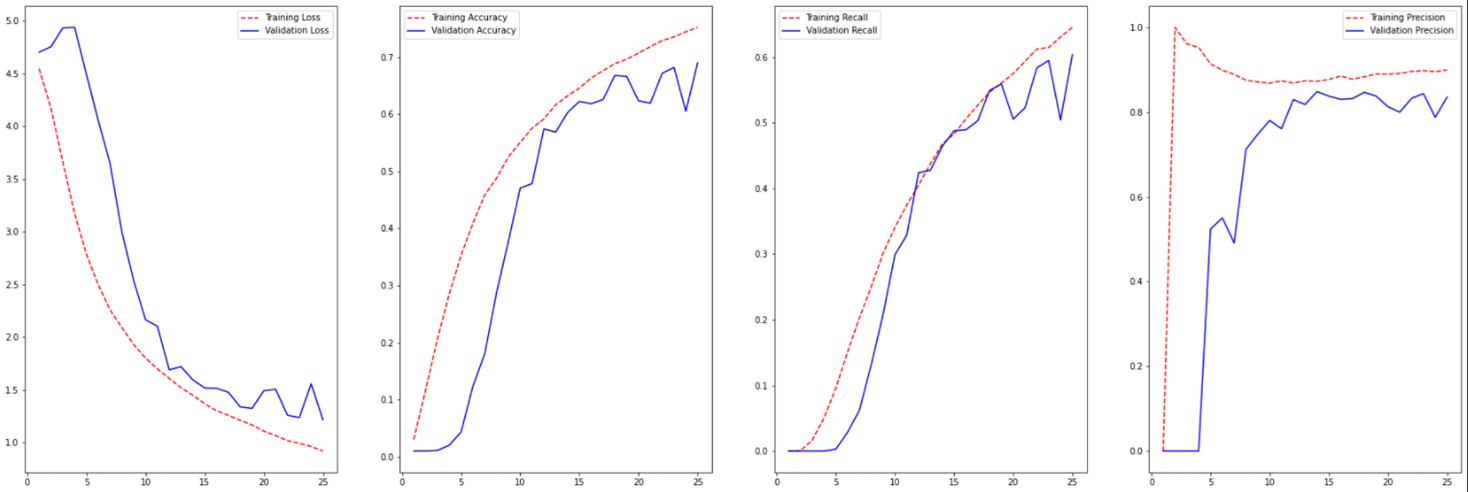 Training Loss
Validation Loss
5.0
4.5
4.0
3.5
3.0
2.5
2.0
1.5
1.0
0 5 10 15 20 25
Training Accuracy
Validation Accuracy
0.7
0.6
0.5
0.4
0.3
0.2
0.1
0.0
0 5 10 15 20 25
Training Recall
Validation Recall
0.6
0.5
0.4
0.3
0.2
0.1
0.0
0 5 10 15 20 25
Training Precision
Validation Precision
1.0
0.8
0.6
0.4
0.2
0.0
0 5 10 15 20 25